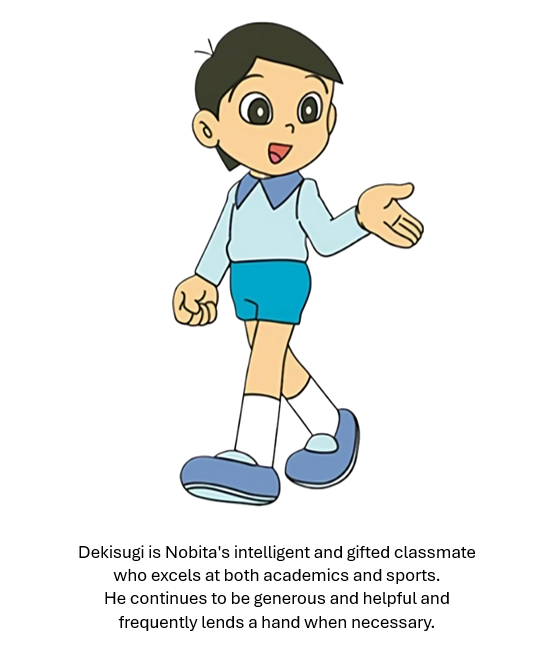 Dekisugi is Nobita's intelligent and gifted classmate
who excels at both academics and sports.
He continues to be generous and helpful and
frequently lends a hand when necessary.